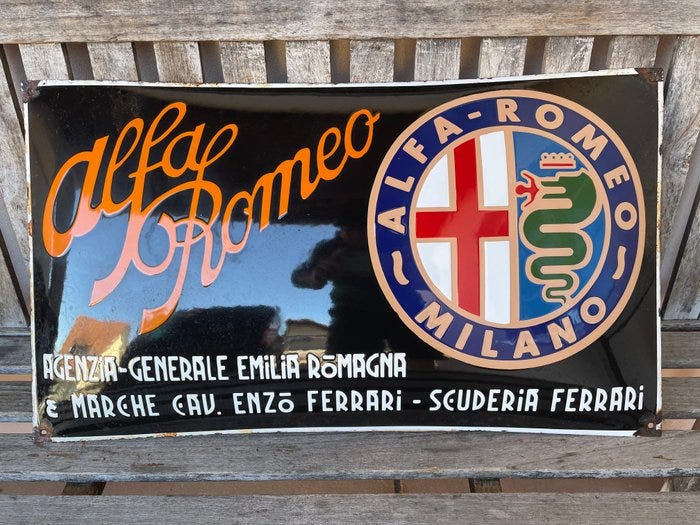 Alfa Romeo
ALFA-ROMEO
MILANO
AGENZIA-GENERALE EMILIA ROMAGNA
& MARCHE CAV. ENZO FERRARI - SCUDERIA FERRARI